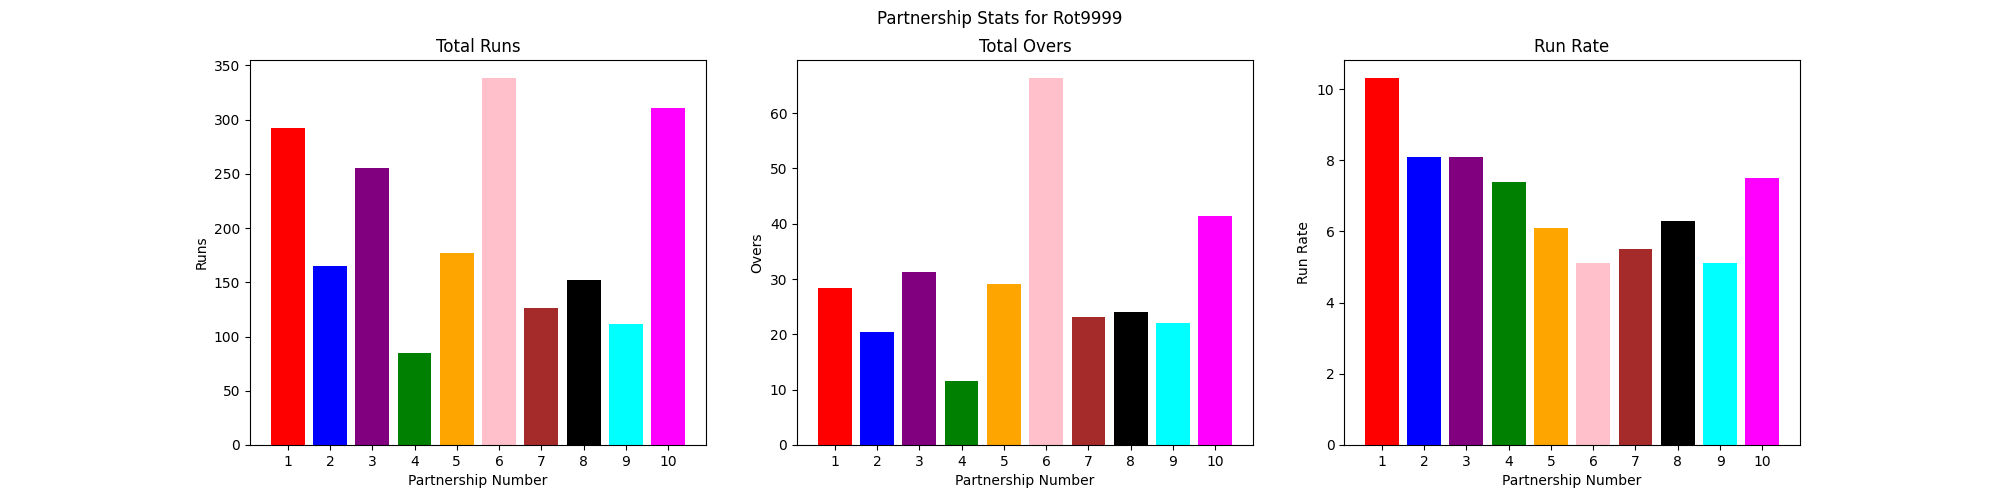 Partnership Stats for Rot9999
Total Runs
350
300
250
200
150
100
50
0
Runs
1 2 3 4 5 6 7 8 9 10
Partnership Number
Total Overs
60
50
40
30
20
10
0
Overs
1 2 3 4 5 6 7 8 9 10
Partnership Number
Run Rate
10
8
6
4
2
0
Run Rate
1 2 3 4 5 6 7 8 9 10
Partnership Number